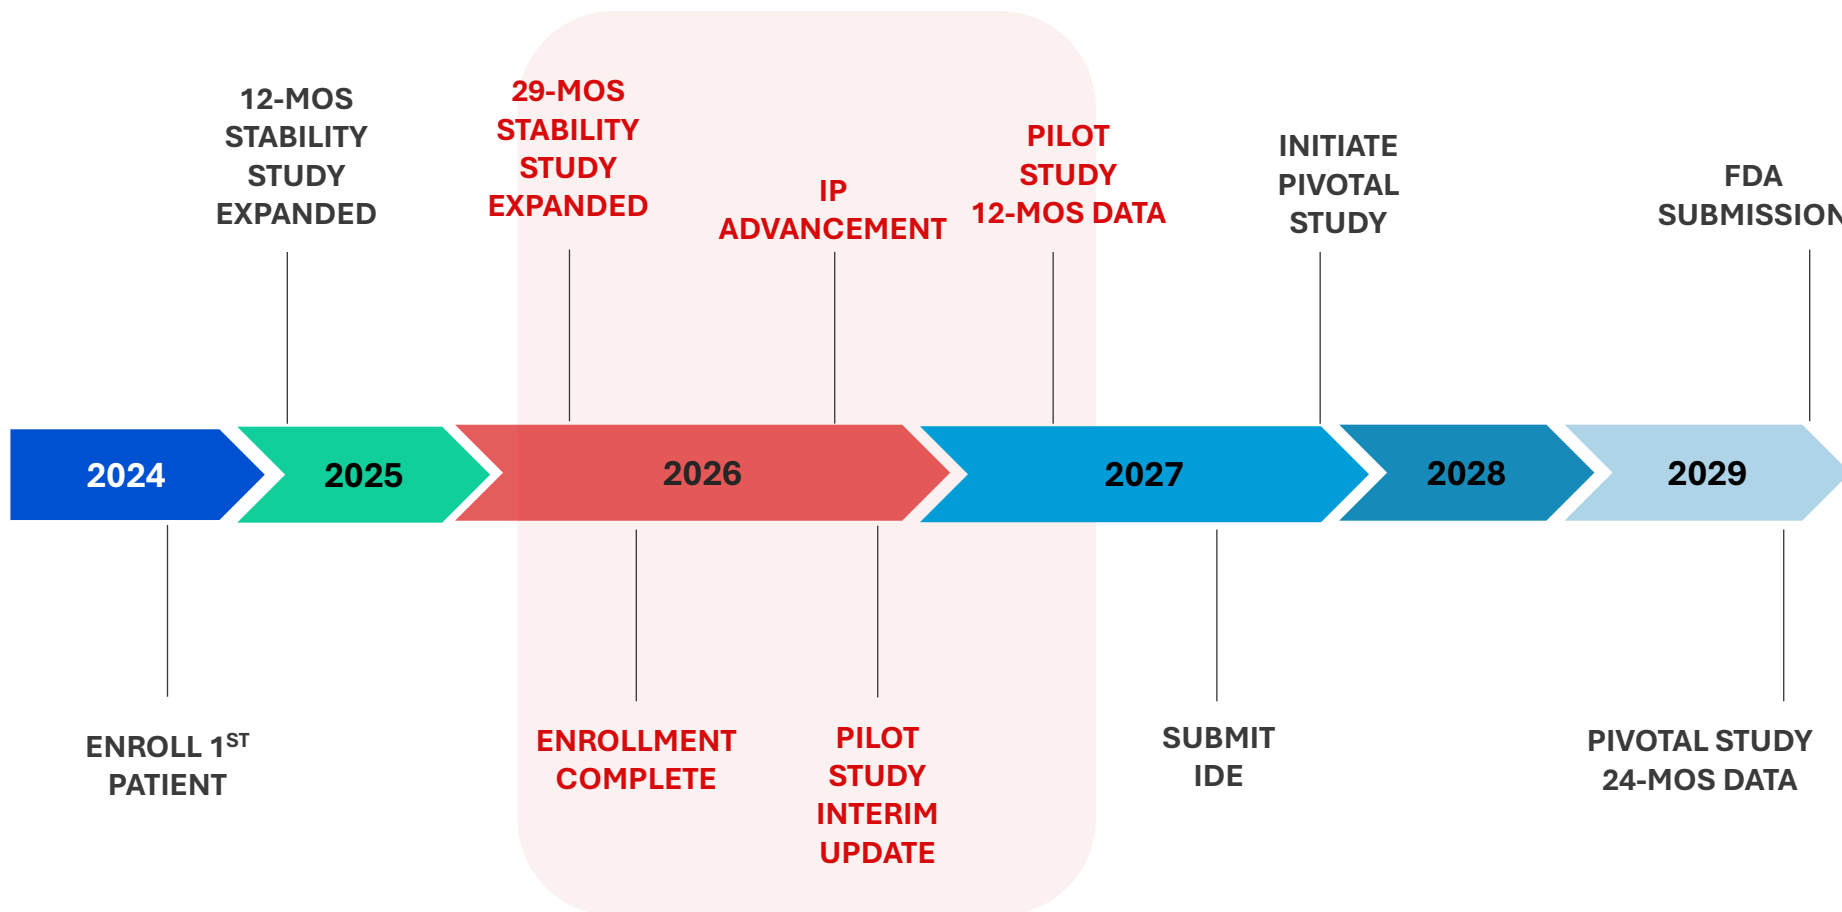 12-MOS
STABILITY
STUDY
EXPANDED
29-MOS
STABILITY
STUDY
EXPANDED
IP
ADVANCEMENT
PILOT
STUDY
12-MOS DATA
INITIATE
PIVOTAL
STUDY
FDA
SUBMISSION
2024
2025
2026
2027
2028
2029
ENROLL 1ST
PATIENT
ENROLLMENT
COMPLETE
PILOT
STUDY
INTERIM
UPDATE
SUBMIT
IDE
PIVOTAL STUDY
24-MOS DATA